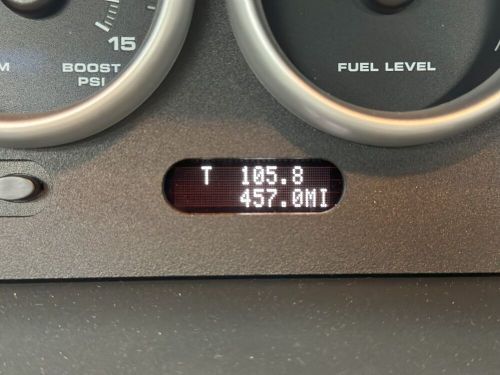 15
M
BOOST
PSI
FUEL LEVEL
T 105.8
457.0MI